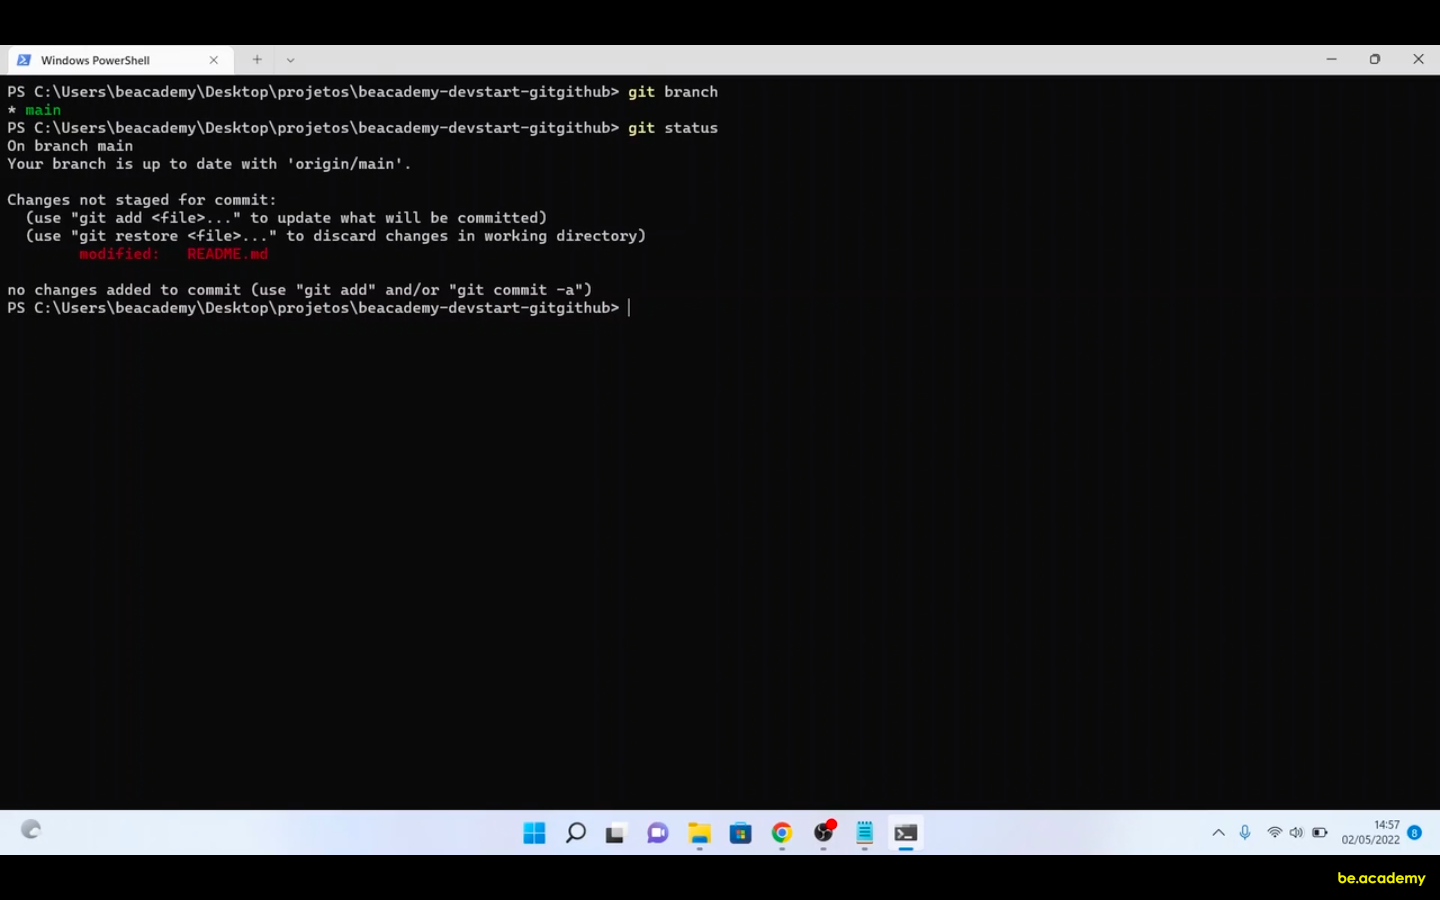 Windows PowerShell
PS C:\Users\beacademy\Desktop\projetos\beacademy-devstart-gitgithub> git branch
* main
PS C:\Users\beacademy\Desktop\projetos\beacademy-devstart-gitgithub> git status
On branch main
Your branch is up to date with 'origin/main'.
Changes not staged for commit:
(use "git add <file>..." to update what will be committed)
(use "git restore <file>..." to discard changes in working directory)
modified: README.md
no changes added to commit (use "git add" and/or "git commit -a")
PS C:\Users\beacademy\Desktop\projetos\beacademy-devstart-gitgithub>
14:57
02/05/2022
8
be.academy